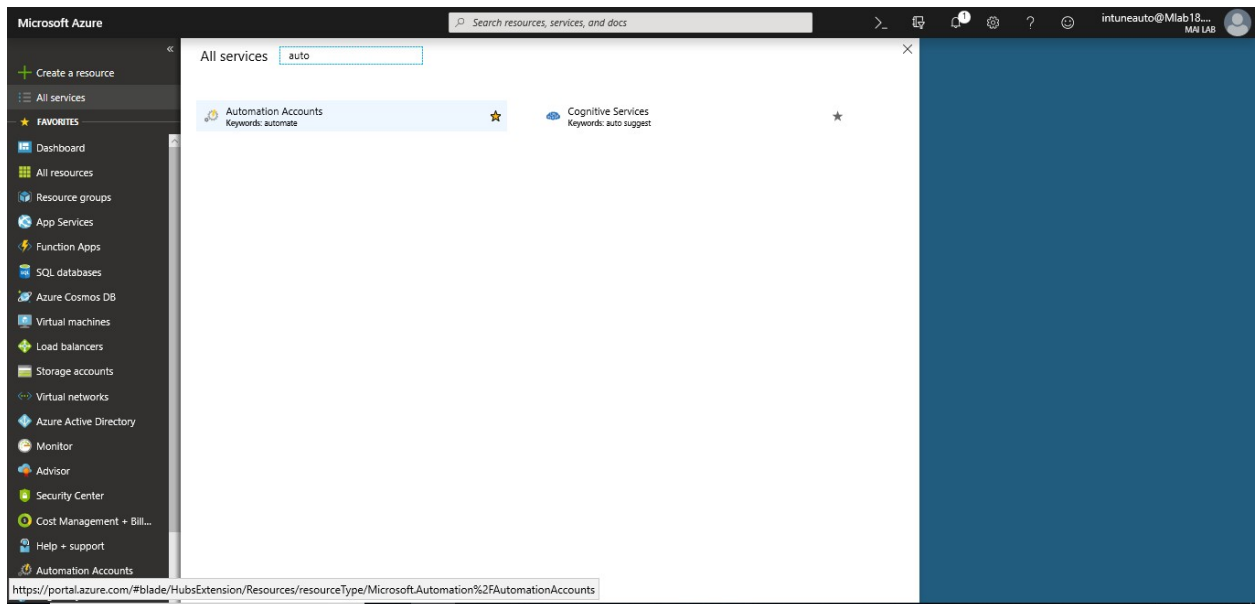 Microsoft Azure
Search resources, services, and docs
1
intuneauto@Mlab18....
MAI LAB
All services
auto
Create a resource
All services
FAVORITES
Dashboard
All resources
Resource groups
App Services
Function Apps
SQL databases
Azure Cosmos DB
Virtual machines
Load balancers
Storage accounts
Virtual networks
Azure Active Directory
Monitor
Advisor
Security Center
Cost Management + Bill...
Help + support
Automation Accounts
Automation Accounts
Keywords: automate
Cognitive Services
Keywords: auto suggest
https://portal.azure.com/#blade/HubsExtension/Resources/resourceType/Microsoft.Automation%2FAutomationAccounts